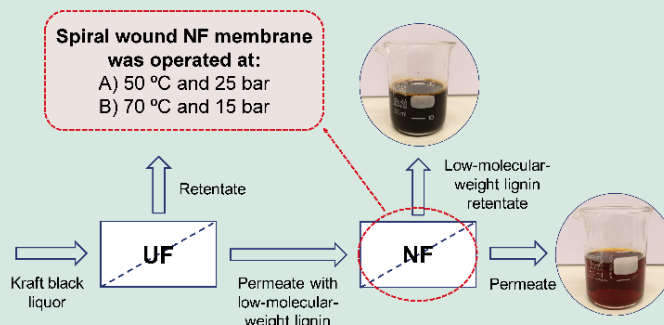 Spiral wound NF membrane
was operated at:
A) 50 ºC and 25 bar
B) 70 ºC and 15 bar
Retentate
Low-molecular-
weight lignin
retentate
UF
NF
Kraft black
liquor
Permeate with
low-molecular-
weight lignin
Permeate
10